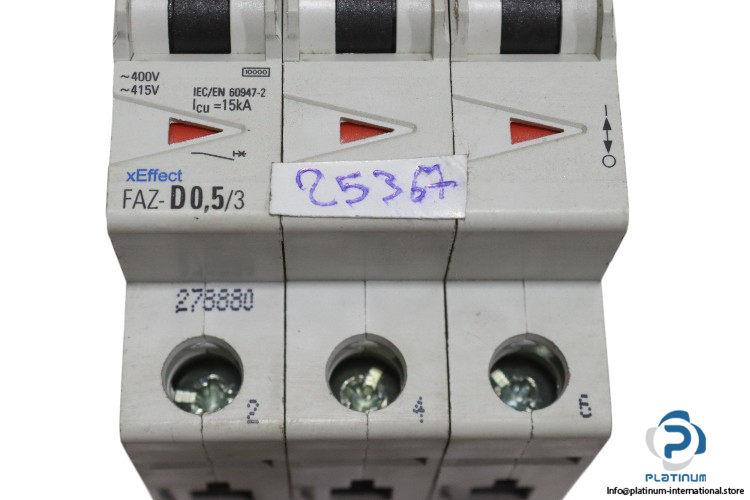 ~400V
~415V
10000
IEC/EN 60947-2
Icu =15kA
xEffect
FAZ-D0,5/3
25367
I
O
278880
2
4
6
PLATINUM
Info@platinum-international.store